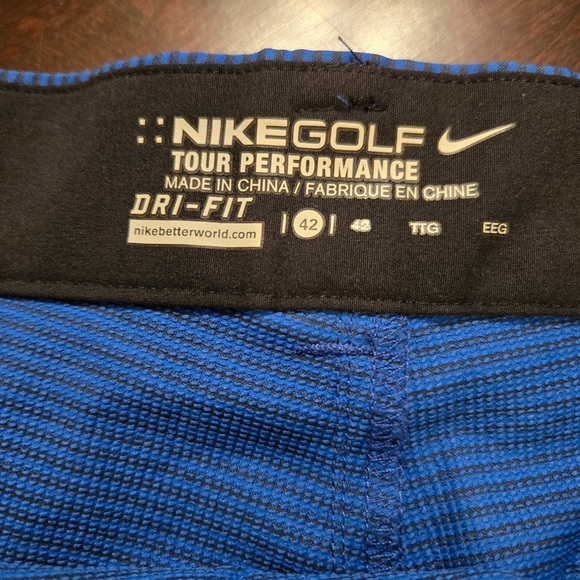 NIKEGOLF
TOUR PERFORMANCE
MADE IN CHINA / FABRIQUE EN CHINE
DRI-FIT
nikebetterworld.com
| 42 | 42 TTG EEG